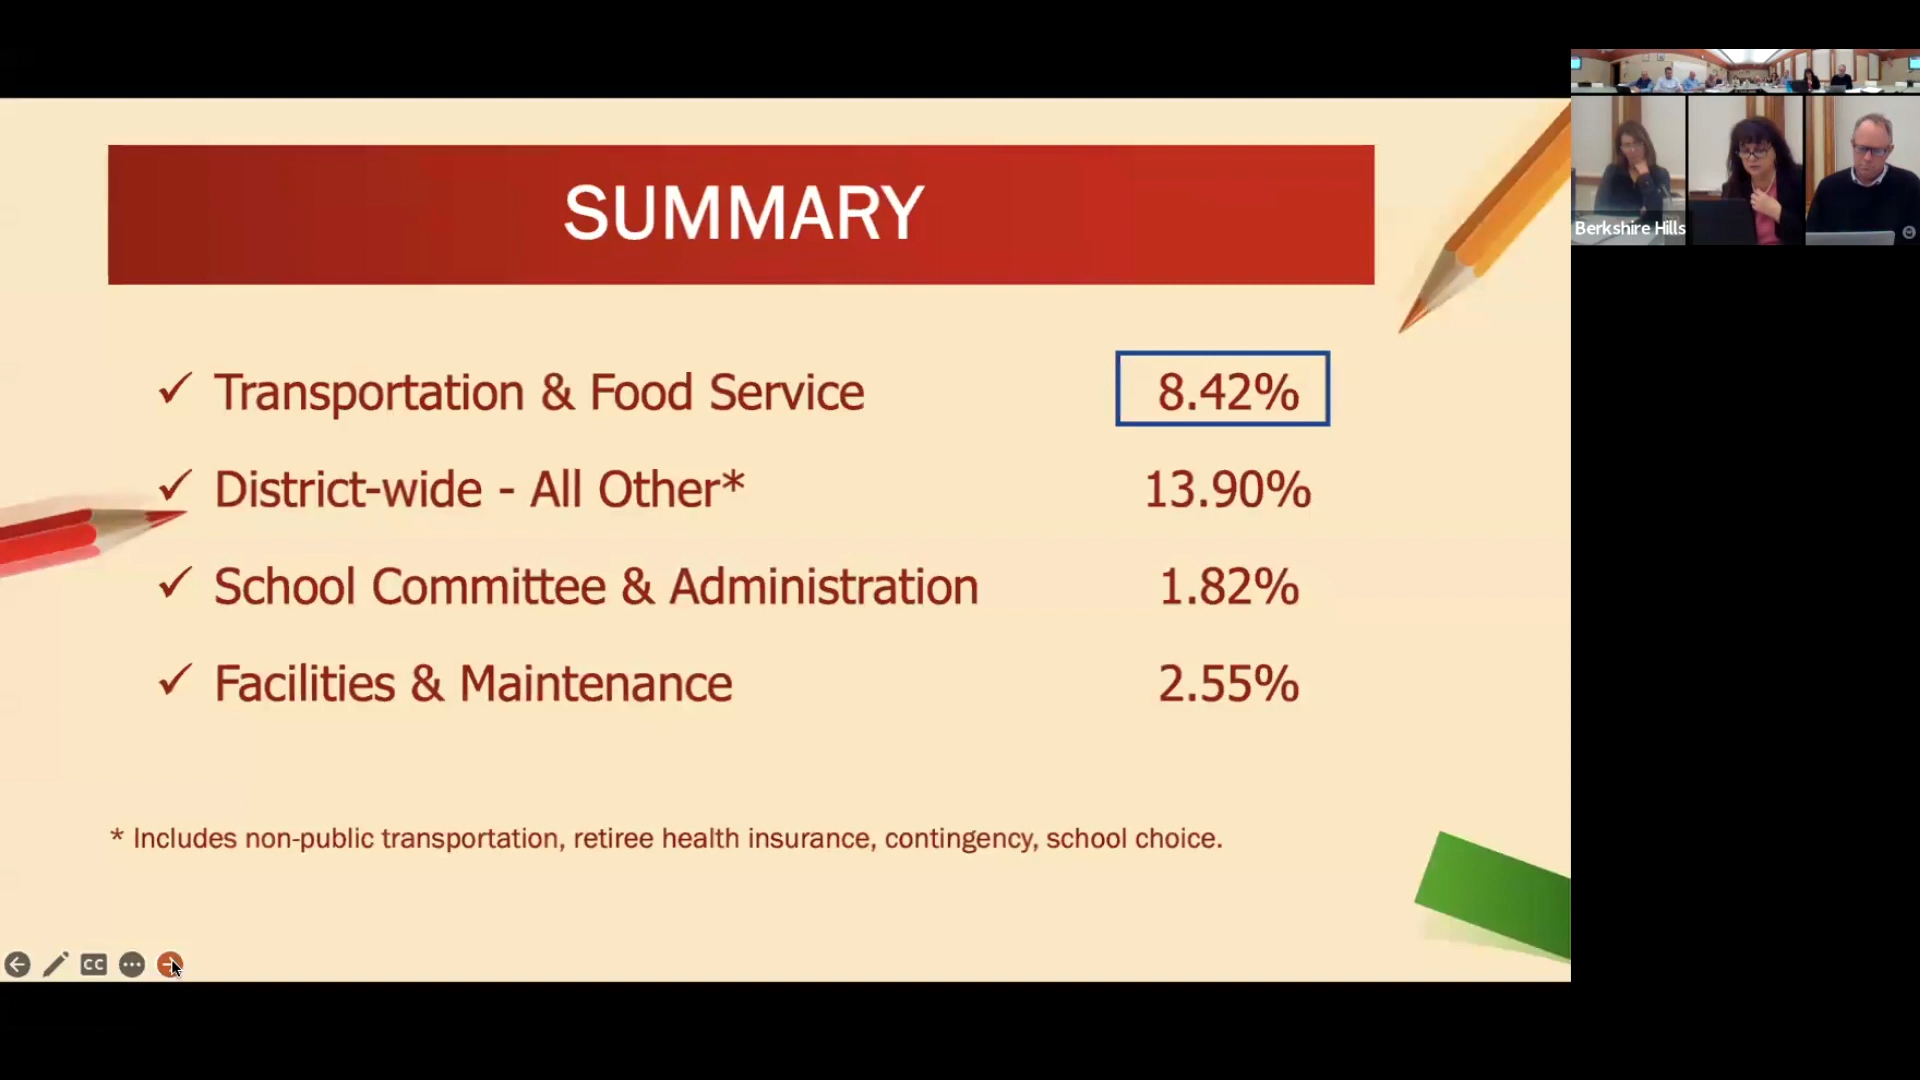 SUMMARY
✓ Transportation & Food Service 8.42%
✓ District-wide - All Other* 13.90%
✓ School Committee & Administration 1.82%
✓ Facilities & Maintenance 2.55%
* Includes non-public transportation, retiree health insurance, contingency, school choice.
CC
Berkshire Hills